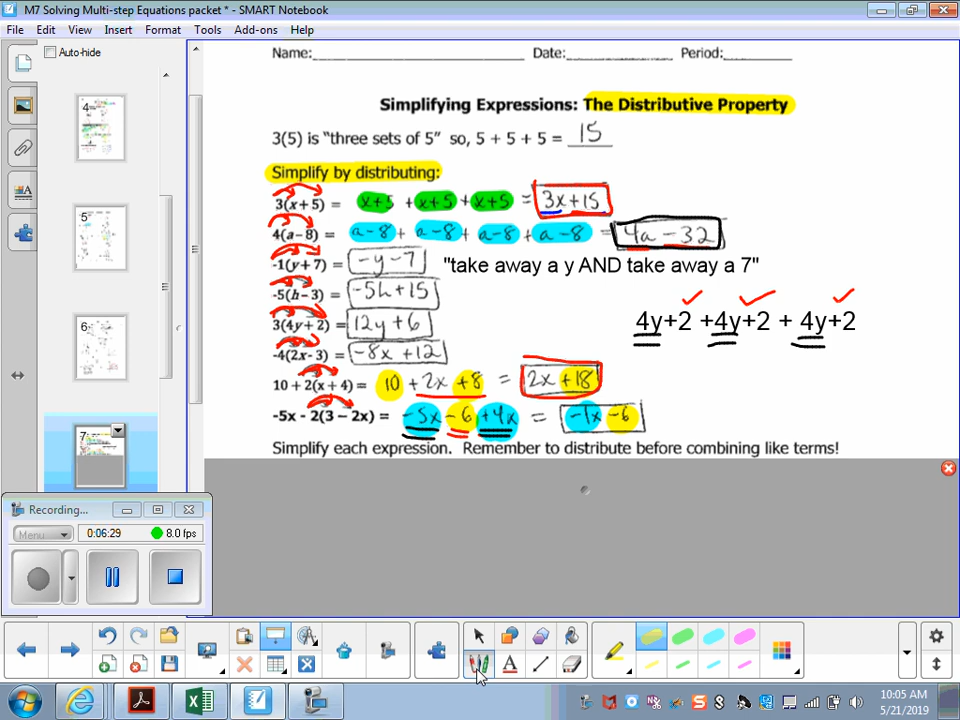 M7 Solving Multi-step Equations packet * - SMART Notebook
File Edit View Insert Format Tools Add-ons Help
Auto-hide
4
5
6
7
Name: Date: Period:
Simplifying Expressions: The Distributive Property
3(5) is "three sets of 5" so, 5 + 5 + 5 = 15
Simplify by distributing:
3(x + 5) = x+5 + x+5 + x+5 = 3x+15
4(a – 8) = a-8 + a-8 + a-8 + a-8 = 4a - 32
-1(y + 7) = -y - 7 "take away a y AND take away a 7"
-5(h – 3) = -5h + 15
3(4y + 2) = 12y + 6 4y+2 +4y+2 + 4y+2
-4(2x - 3) = -8x + 12
10 + 2(x + 4) = 10 + 2x + 8 = 2x + 18
-5x - 2(3 – 2x) = -5x - 6 + 4x = -1x - 6
Simplify each expression. Remember to distribute before combining like terms!
Recording...
Menu 0:06:29 8.0 fps
10:05 AM
5/21/2019